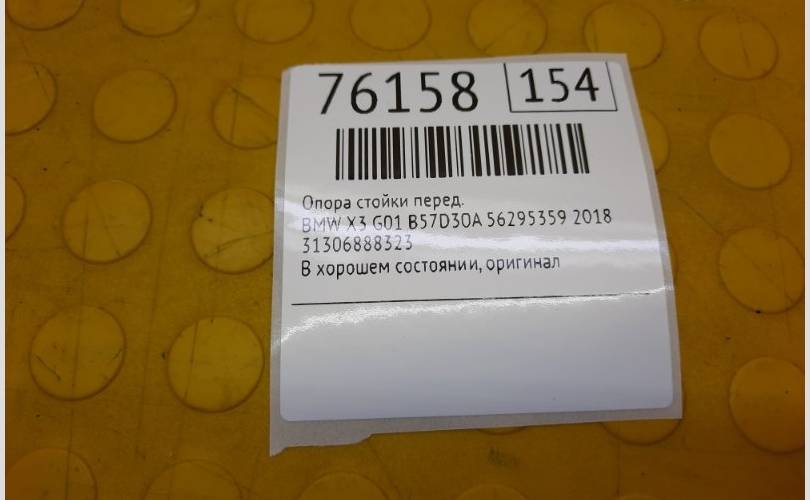 76158 154
Опора стойки перед.
BMW X3 G01 B57D30A 56295359 2018
31306888323
В хорошем состоянии, оригинал